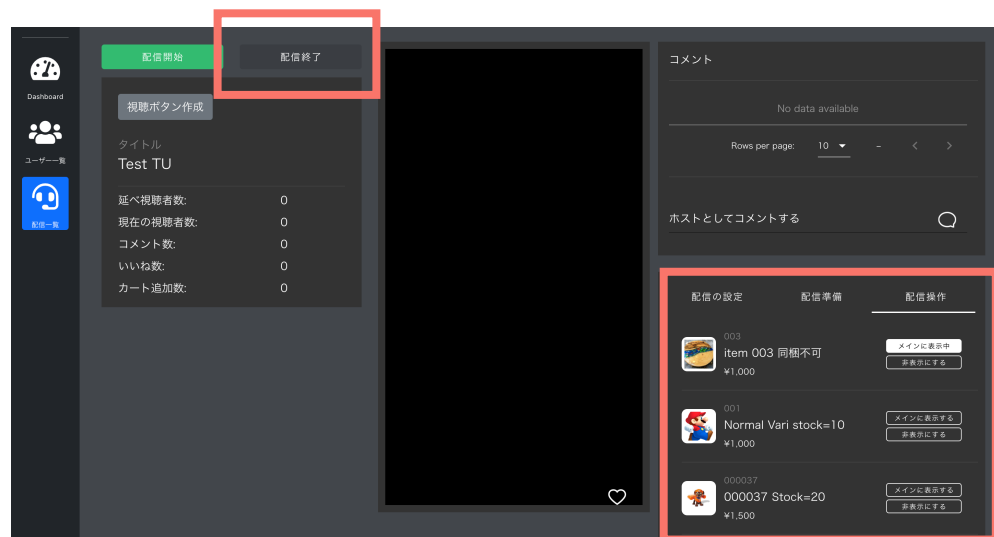 Dashboard
ユーザー一覧
配信一覧
配信開始
配信終了
視聴ボタン作成
タイトル
Test TU
延べ視聴者数: 0
現在の視聴者数: 0
コメント数: 0
いいね数: 0
カート追加数: 0
コメント
No data available
Rows per page: 10 –
ホストとしてコメントする
配信の設定 配信準備 配信操作
003
item 003 同梱不可
¥1,000
メインに表示中
非表示にする
001
Normal Vari stock=10
¥1,000
メインに表示する
非表示にする
000037
000037 Stock=20
¥1,500
メインに表示する
非表示にする